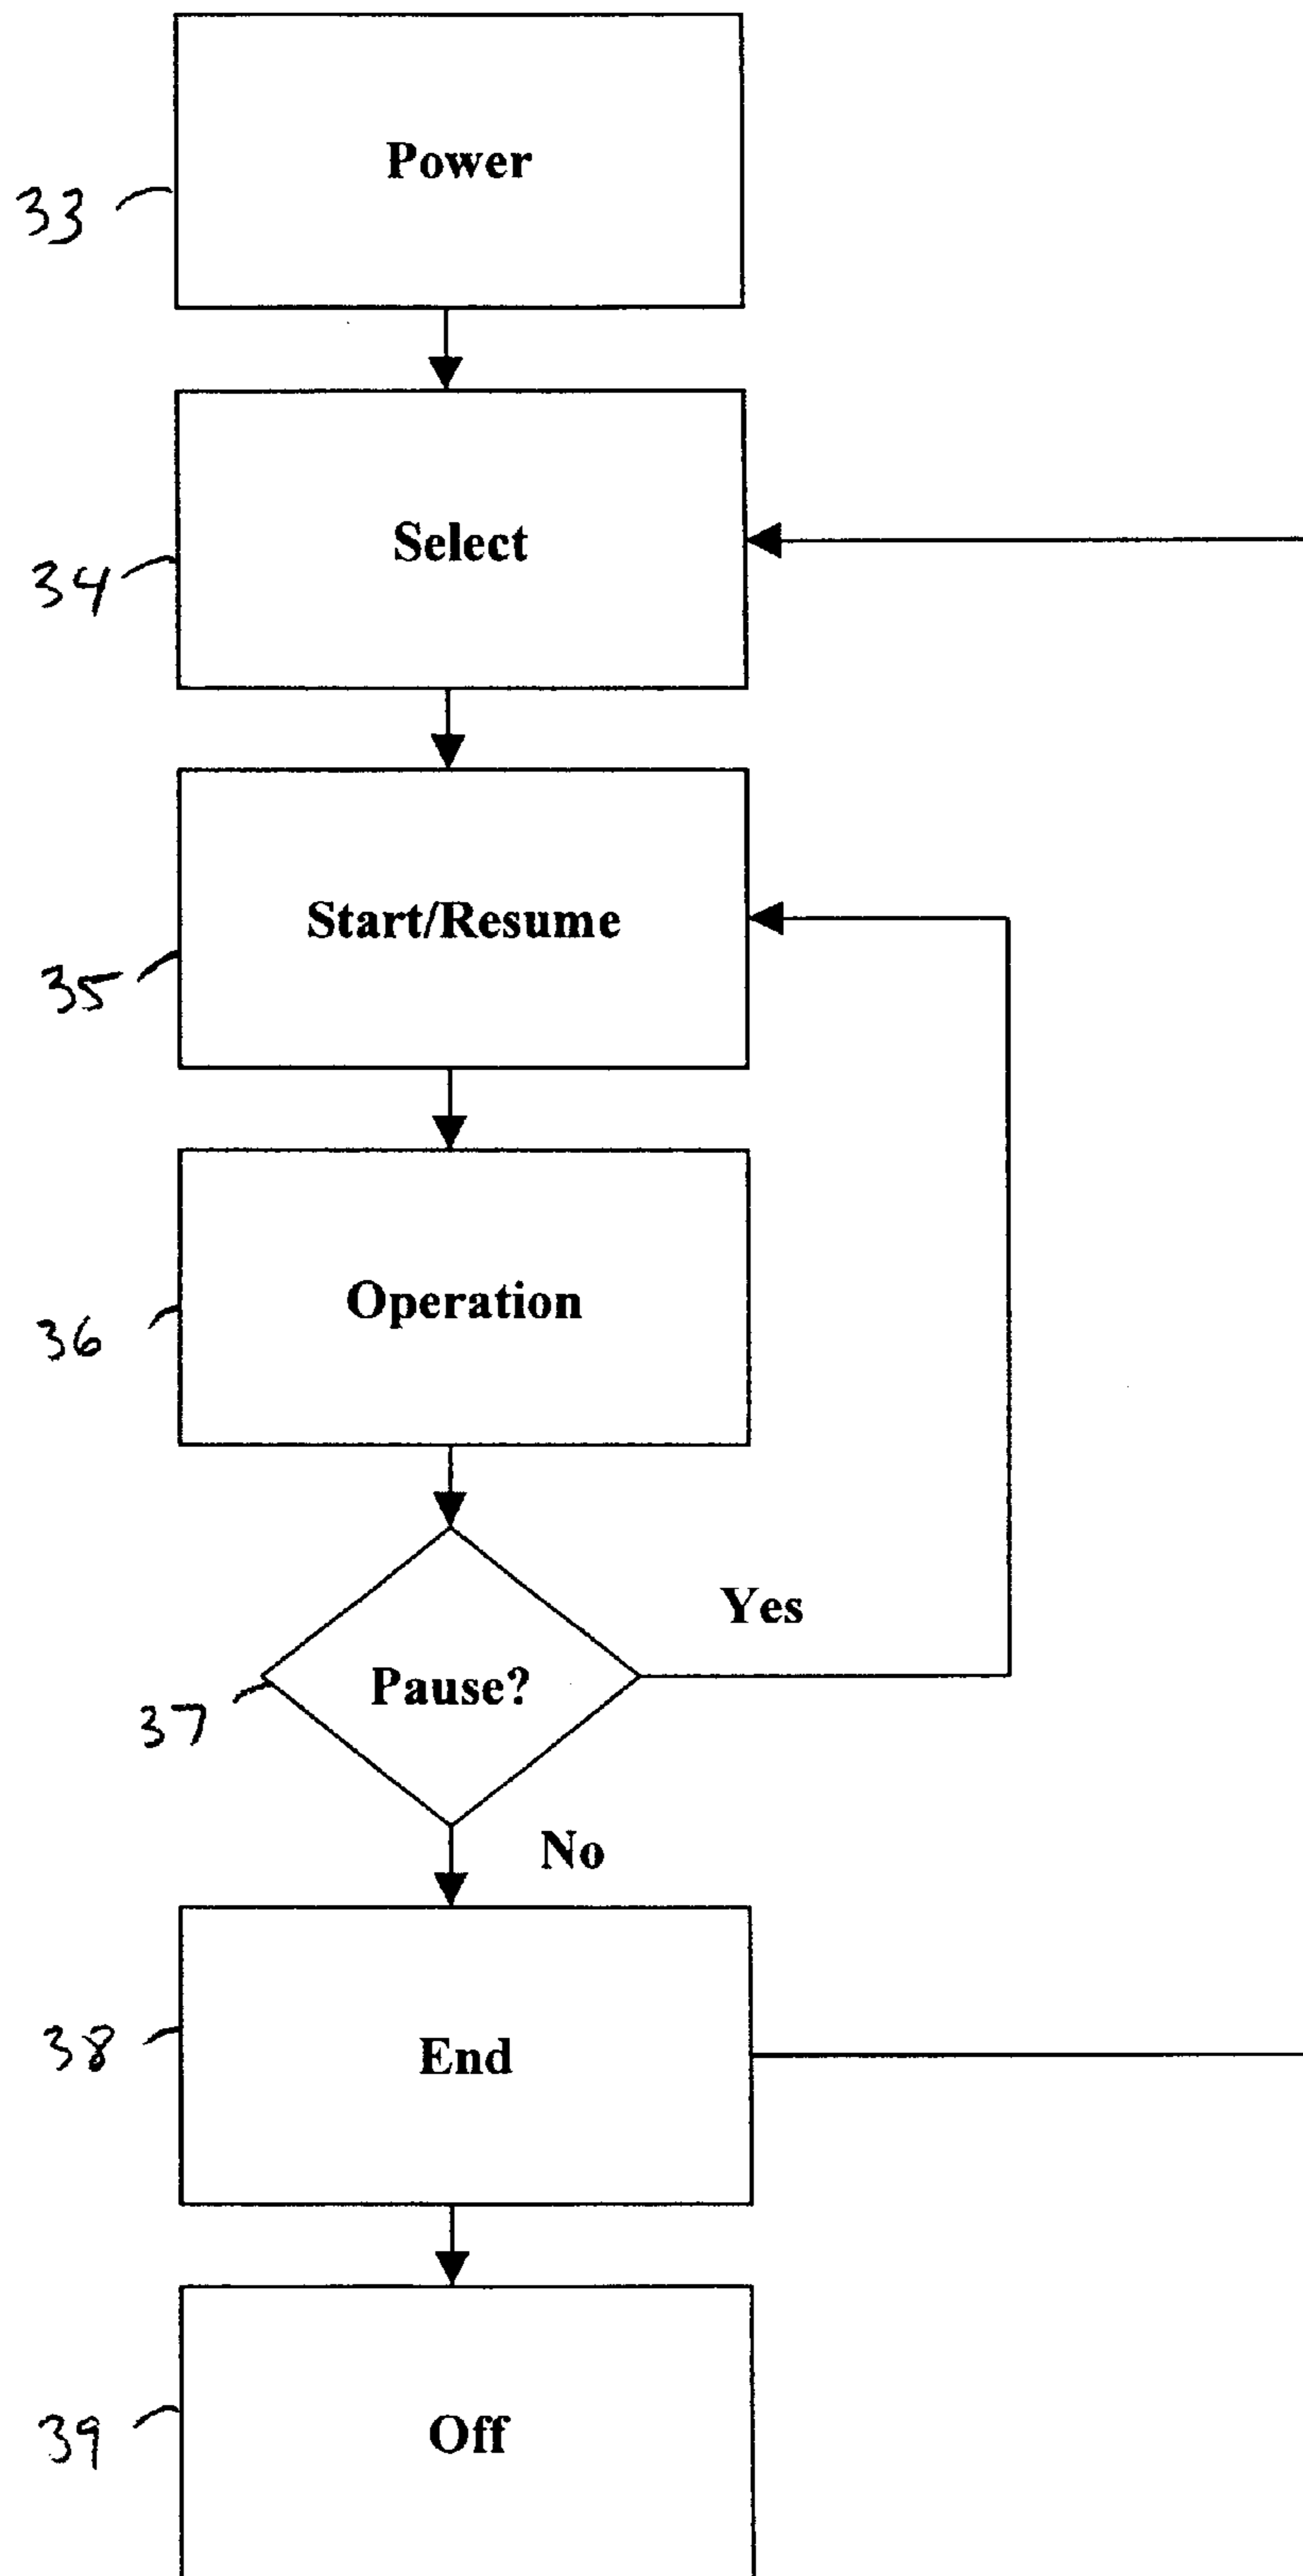 Power
33
Select
34
Start/Resume
35
Operation
36
Yes
Pause?
37
No
End
38
Off
39